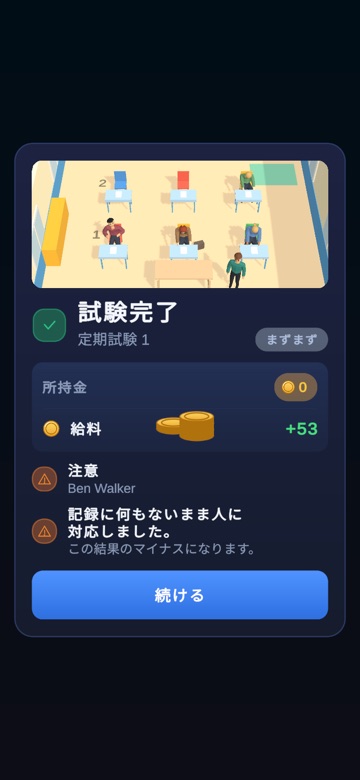 2
1
試験完了
定期試験 1
まずまず
所持金
0
給料
+53
注意
Ben Walker
記録に何もないまま人に
対応しました。
この結果のマイナスになります。
続ける